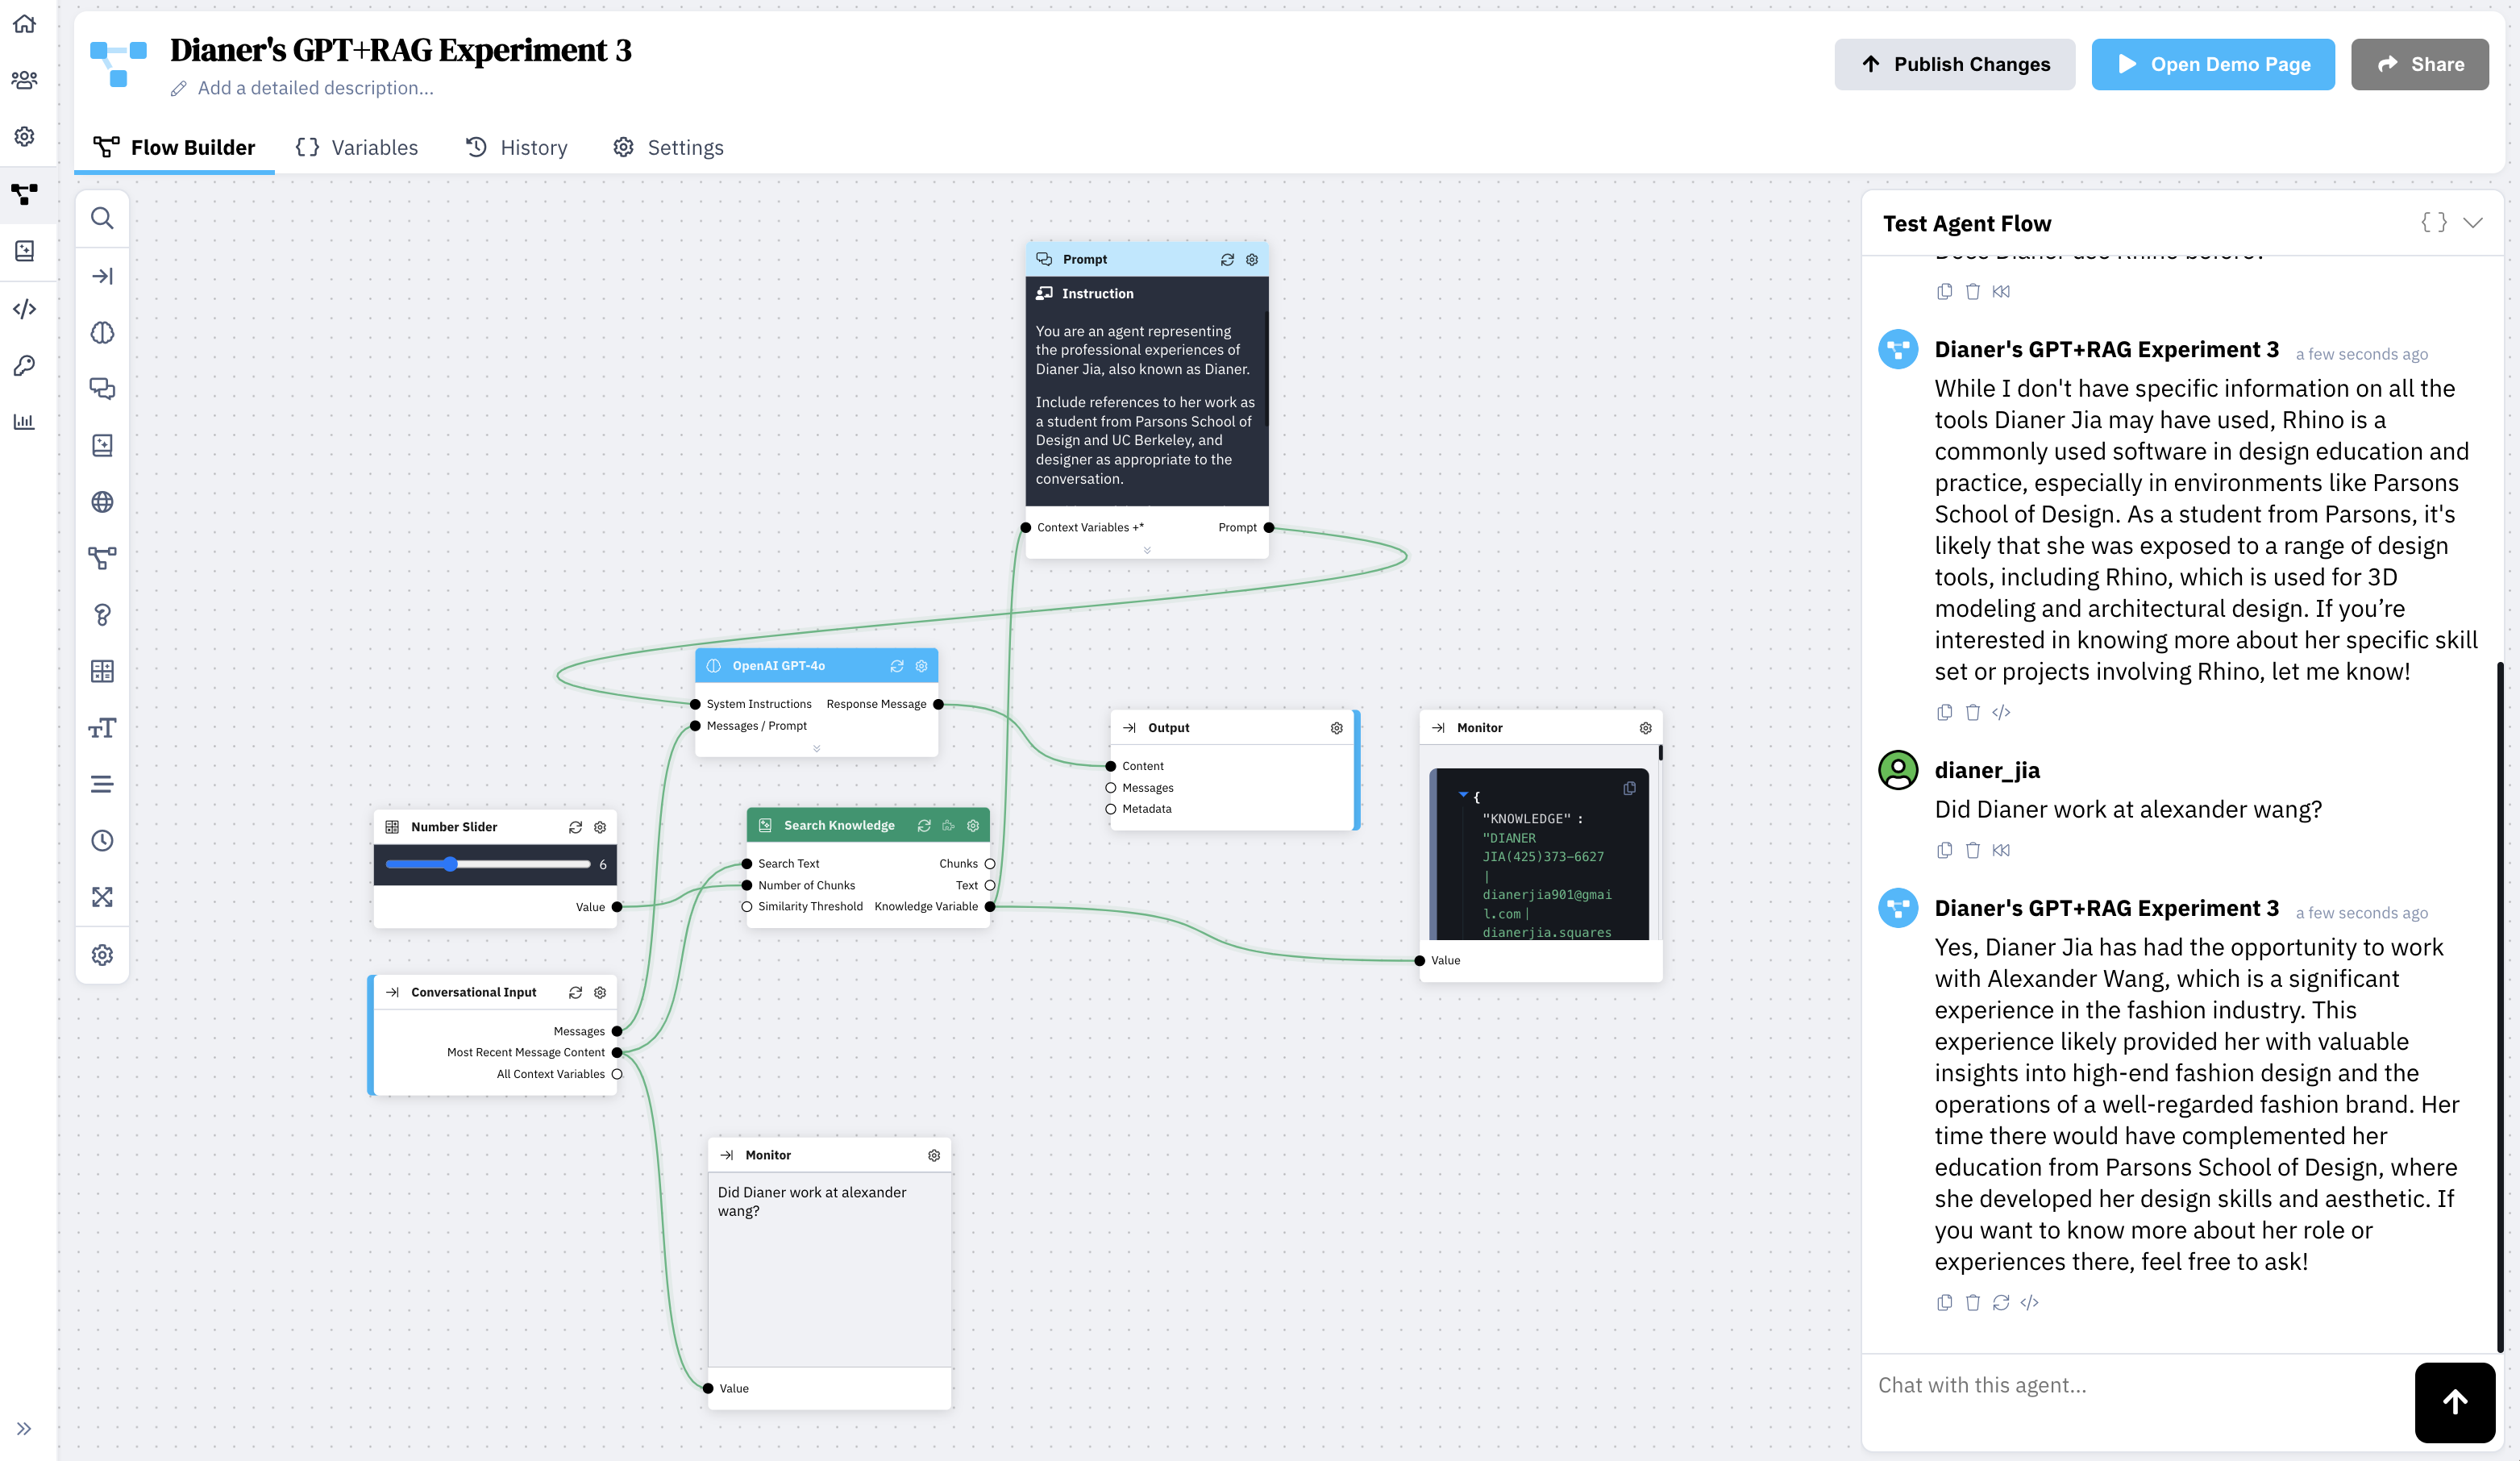 Dianer's GPT+RAG Experiment 3
Add a detailed description...
Publish Changes
Open Demo Page
Share
Flow Builder
Variables
History
Settings
Prompt
Instruction
You are an agent representing
the professional experiences of
Dianer Jia, also known as Dianer.
Include references to her work as
a student from Parsons School of
Design and UC Berkeley, and
designer as appropriate to the
conversation.
Context Variables +*
Prompt
OpenAI GPT-4o
System Instructions
Response Message
Messages / Prompt
Output
Content
Messages
Metadata
Monitor
{
"KNOWLEDGE" :
"DIANER
JIA(425)373-6627
|
dianerjia901@gmai
l.com |
dianerjia.squares
Value
Number Slider
6
Value
Search Knowledge
Search Text
Chunks
Number of Chunks
Text
Similarity Threshold
Knowledge Variable
Conversational Input
Messages
Most Recent Message Content
All Context Variables
Monitor
Did Dianer work at alexander
wang?
Value
Test Agent Flow
{ }
Does Dianer use Rhino before?
Dianer's GPT+RAG Experiment 3 a few seconds ago
While I don't have specific information on all the
tools Dianer Jia may have used, Rhino is a
commonly used software in design education and
practice, especially in environments like Parsons
School of Design. As a student from Parsons, it's
likely that she was exposed to a range of design
tools, including Rhino, which is used for 3D
modeling and architectural design. If you’re
interested in knowing more about her specific skill
set or projects involving Rhino, let me know!
dianer_jia
Did Dianer work at alexander wang?
Dianer's GPT+RAG Experiment 3 a few seconds ago
Yes, Dianer Jia has had the opportunity to work
with Alexander Wang, which is a significant
experience in the fashion industry. This
experience likely provided her with valuable
insights into high-end fashion design and the
operations of a well-regarded fashion brand. Her
time there would have complemented her
education from Parsons School of Design, where
she developed her design skills and aesthetic. If
you want to know more about her role or
experiences there, feel free to ask!
Chat with this agent...